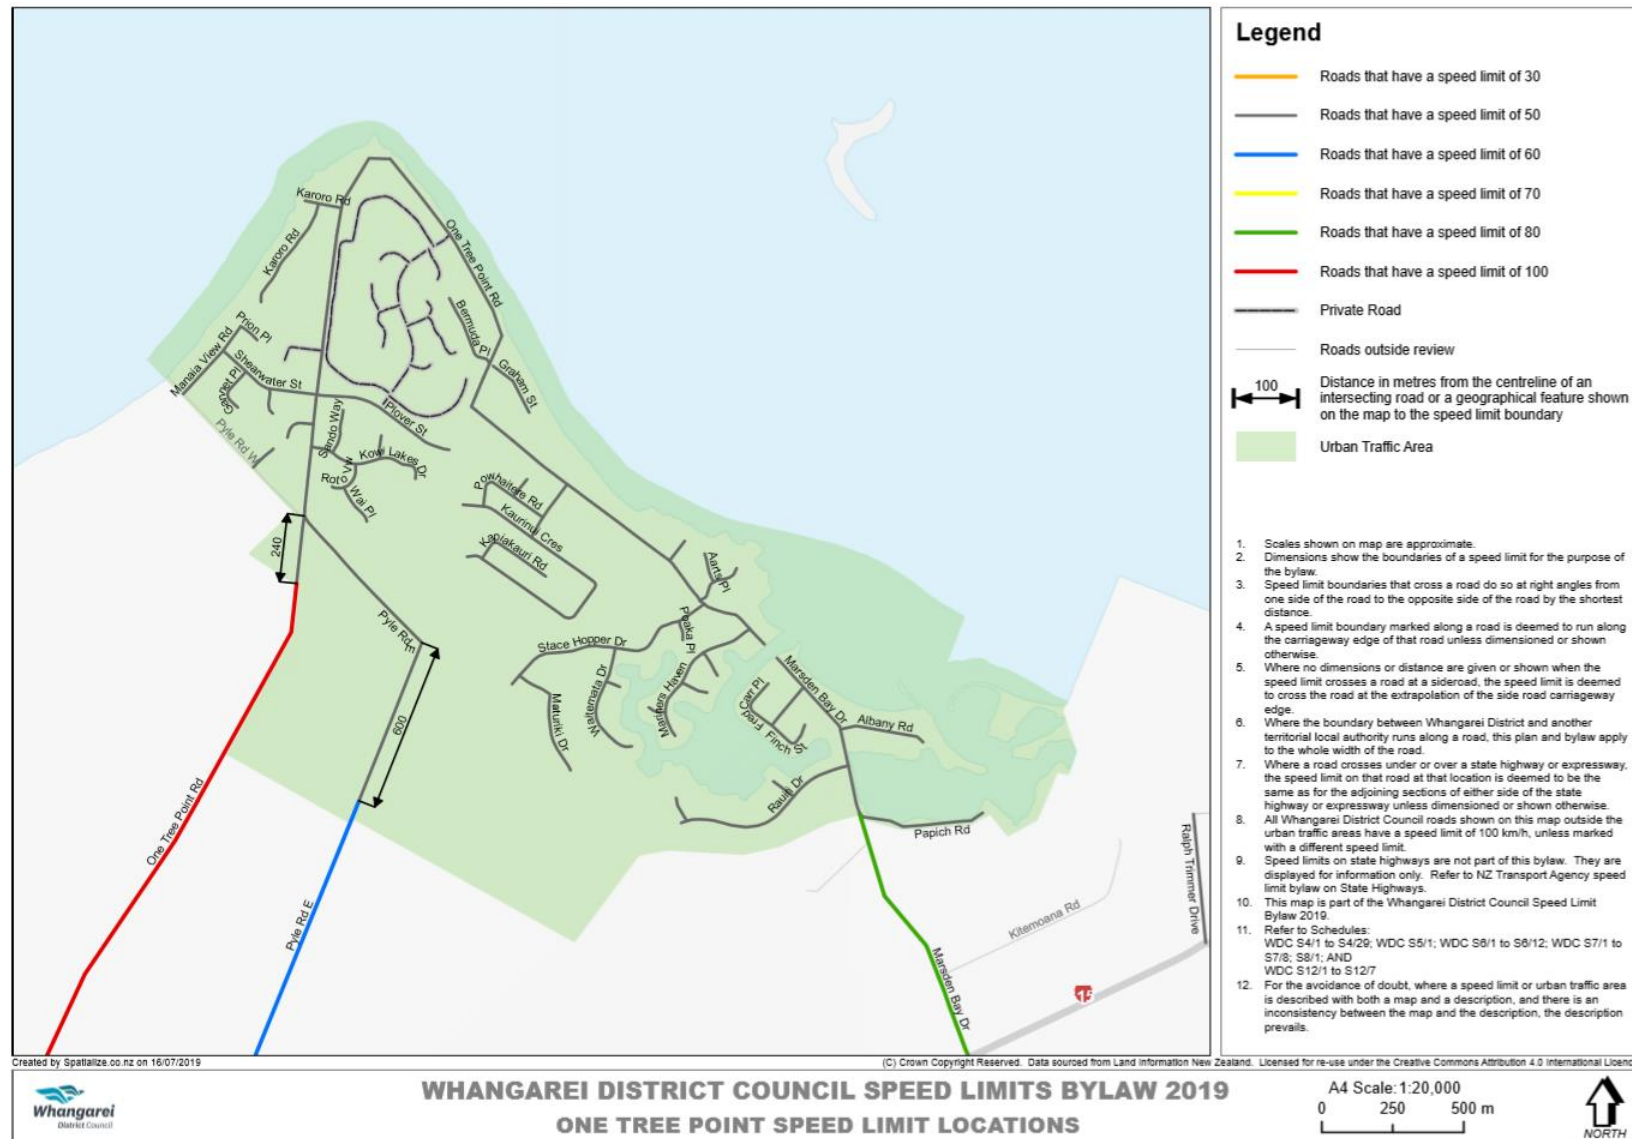 Karoro Rd
Karoro Rd
One Tree Point Rd
Bermuda Pl
Graham St
Prion Pl
Manaia View Rd
Shearwater St
Gannet Pl
Plover St
Pyle Rd W
Sando Way
Kowi Lakes Dr
Roto Vw
Wai Pl
Powhaitere Rd
Kaurinui Cres
Kapiakauri Rd
240
Pyle Rd E
600
Aarts Pl
Poaka Pl
Stace Hopper Dr
Maturiki Dr
Waitemata Dr
Mariners Haven
Marsden Bay Dr
Albany Rd
Fred Carr Pl
Finch St
Rauiri Dr
Papich Rd
One Tree Point Rd
Pyle Rd E
Kitemoana Rd
Ralph Trimmer Drive
Marsden Bay Dr
15
Legend
Roads that have a speed limit of 30
Roads that have a speed limit of 50
Roads that have a speed limit of 60
Roads that have a speed limit of 70
Roads that have a speed limit of 80
Roads that have a speed limit of 100
Private Road
Roads outside review
100
Distance in metres from the centreline of an
intersecting road or a geographical feature shown
on the map to the speed limit boundary
Urban Traffic Area
1. Scales shown on map are approximate.
2. Dimensions show the boundaries of a speed limit for the purpose of
the bylaw.
3. Speed limit boundaries that cross a road do so at right angles from
one side of the road to the opposite side of the road by the shortest
distance.
4. A speed limit boundary marked along a road is deemed to run along
the carriageway edge of that road unless dimensioned or shown
otherwise.
5. Where no dimensions or distance are given or shown when the
speed limit crosses a road at a sideroad, the speed limit is deemed
to cross the road at the extrapolation of the side road carriageway
edge.
6. Where the boundary between Whangarei District and another
territorial local authority runs along a road, this plan and bylaw apply
to the whole width of the road.
7. Where a road crosses under or over a state highway or expressway,
the speed limit on that road at that location is deemed to be the
same as for the adjoining sections of either side of the state
highway or expressway unless dimensioned or shown otherwise.
8. All Whangarei District Council roads shown on this map outside the
urban traffic areas have a speed limit of 100 km/h, unless marked
with a different speed limit.
9. Speed limits on state highways are not part of this bylaw. They are
displayed for information only. Refer to NZ Transport Agency speed
limit bylaw on State Highways.
10. This map is part of the Whangarei District Council Speed Limit
Bylaw 2019.
11. Refer to Schedules:
WDC S4/1 to S4/29; WDC S5/1; WDC S6/1 to S6/12; WDC S7/1 to
S7/8; S8/1; AND
WDC S12/1 to S12/7
12. For the avoidance of doubt, where a speed limit or urban traffic area
is described with both a map and a description, and there is an
inconsistency between the map and the description, the description
prevails.
Created by Spatialize.co.nz on 16/07/2019
(C) Crown Copyright Reserved. Data sourced from Land Information New Zealand. Licensed for re-use under the Creative Commons Attribution 4.0 International Licenc
Whangarei
District Council
WHANGAREI DISTRICT COUNCIL SPEED LIMITS BYLAW 2019
ONE TREE POINT SPEED LIMIT LOCATIONS
A4 Scale: 1:20,000
0 250 500 m
NORTH